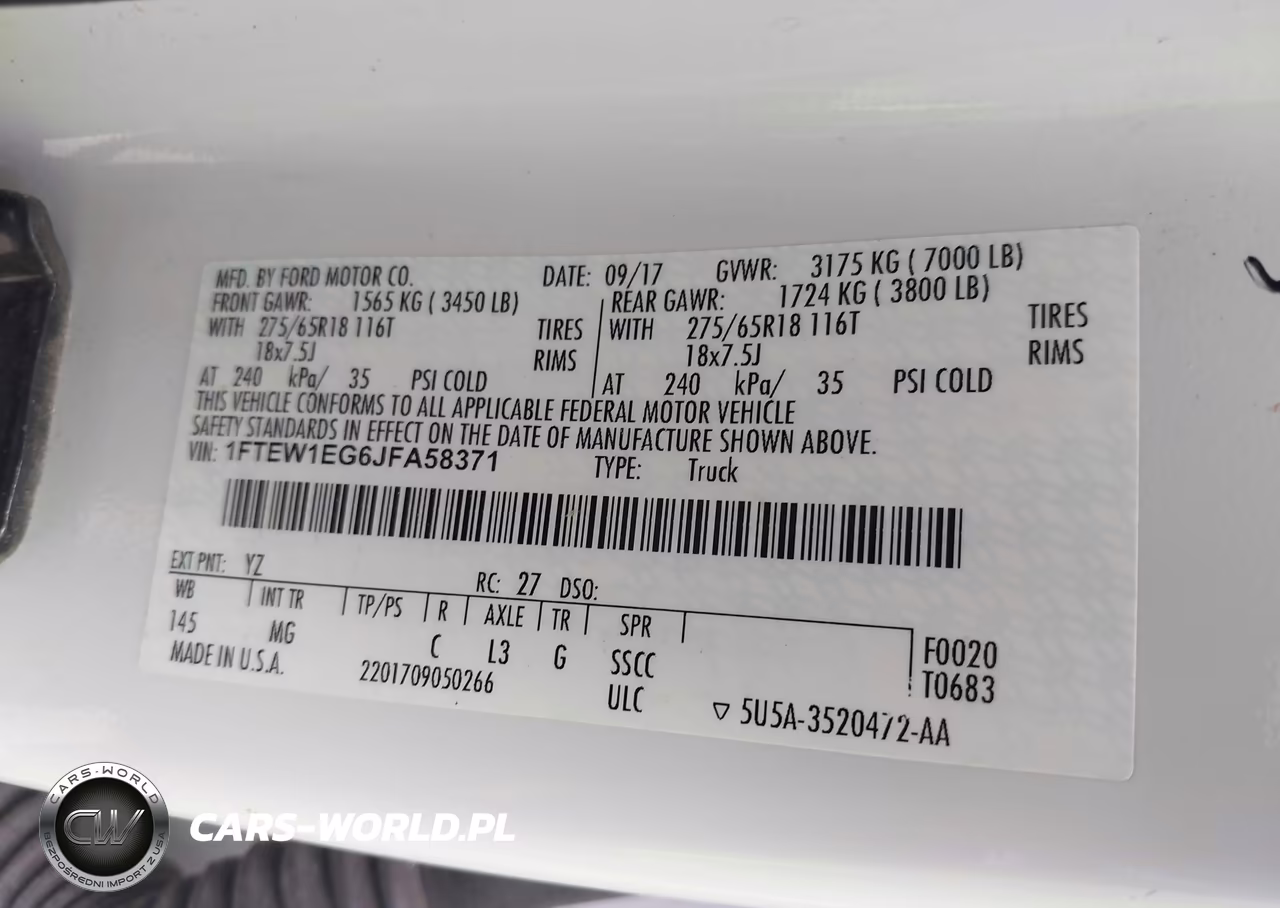 MFD. BY FORD MOTOR CO. DATE: 09/17 GVWR: 3175 KG ( 7000 LB)
FRONT GAWR: 1565 KG ( 3450 LB) REAR GAWR: 1724 KG ( 3800 LB)
WITH 275/65R18 116T TIRES WITH 275/65R18 116T TIRES
18x7.5J RIMS 18x7.5J RIMS
AT 240 kPa/ 35 PSI COLD AT 240 kPa/ 35 PSI COLD
THIS VEHICLE CONFORMS TO ALL APPLICABLE FEDERAL MOTOR VEHICLE
SAFETY STANDARDS IN EFFECT ON THE DATE OF MANUFACTURE SHOWN ABOVE.
VIN: 1FTEW1EG6JFA58371 TYPE: Truck
EXT PNT: YZ RC: 27 DSO:
WB INT TR TP/PS R AXLE TR SPR
145 MG C L3 G SSCC F0020
MADE IN U.S.A. 2201709050266 ULC T0683
▽ 5U5A-3520472-AA
CARS-WORLD
CW
BEZPOŚREDNI IMPORT Z USA
CARS-WORLD.PL